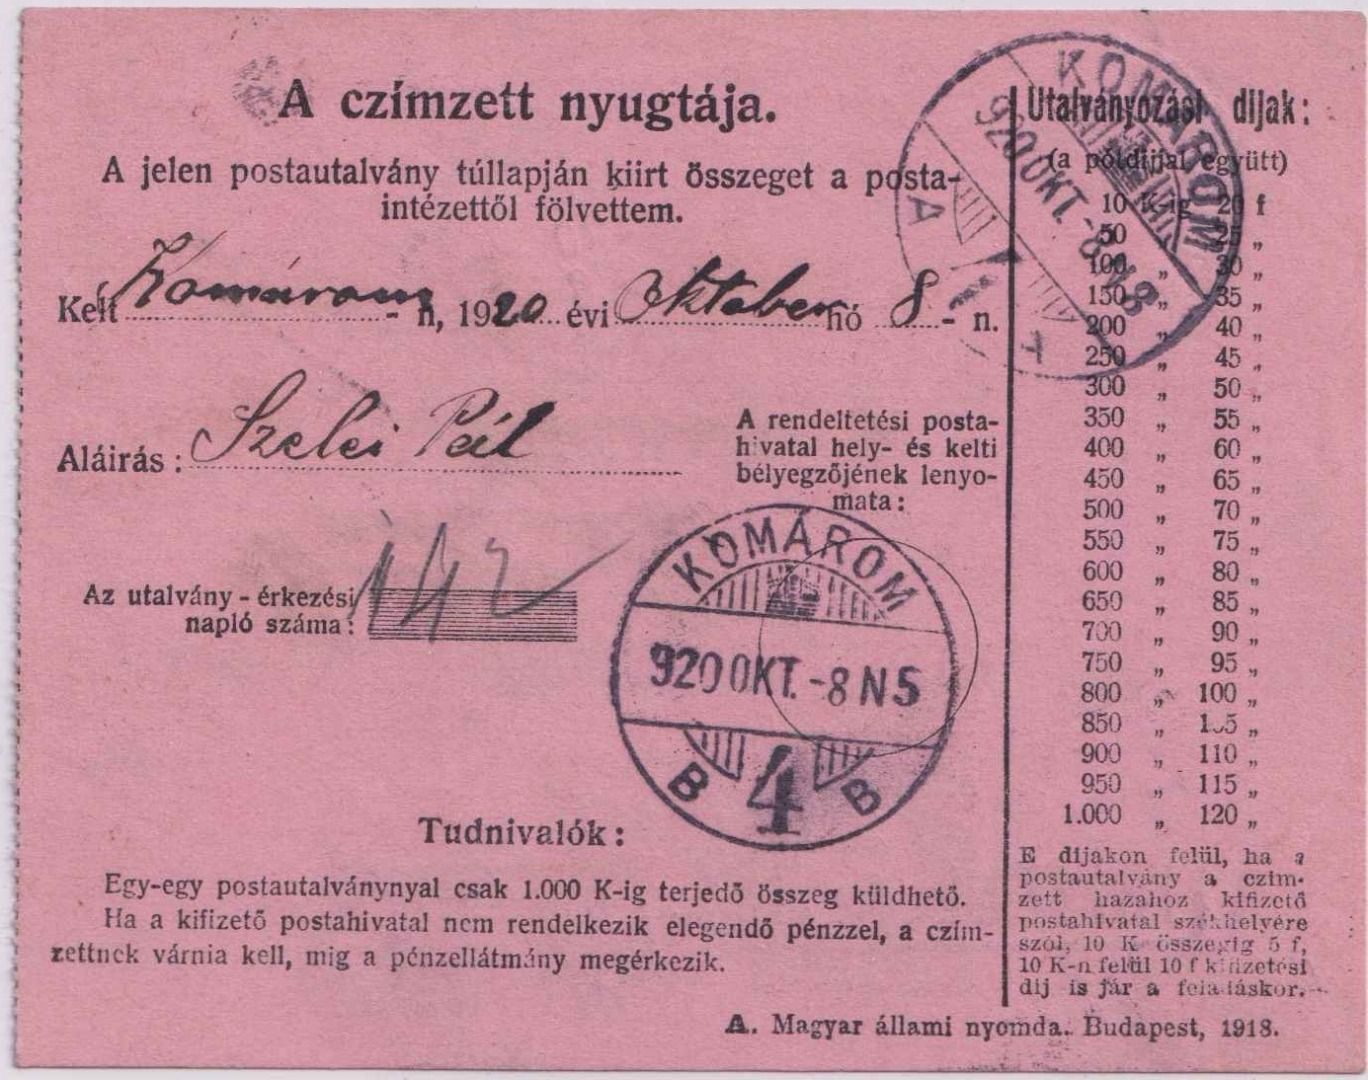 A czímzett nyugtája.
A jelen postautalvány túllapján kiirt összeget a posta-
intézettől fölvettem.
Kelt Komárom - n, 1920 évi Oktober hó 8 - n.
Aláirás: Szelei Pál
A rendeltetési posta-
hivatal hely- és kelti
bélyegzőjének lenyo-
mata:
Az utalvány - érkezési
napló száma: 142
KOMÁROM
920 OKT. -8 N 5
B 4 B
Tudnivalók:
Egy-egy postautalványnyal csak 1.000 K-ig terjedő összeg küldhető.
Ha a kifizető postahivatal nem rendelkezik elegendő pénzzel, a czím-
zettnek várnia kell, mig a pénzellátmány megérkezik.
KOMÁROM
920 OKT. -8 N 8
A
Utalványozási dijak:
(a pótdijjal együtt)
10 K-ig 20 f
50 „ 25 „
100 „ 30 „
150 „ 35 „
200 „ 40 „
250 „ 45 „
300 „ 50 „
350 „ 55 „
400 „ 60 „
450 „ 65 „
500 „ 70 „
550 „ 75 „
600 „ 80 „
650 „ 85 „
700 „ 90 „
750 „ 95 „
800 „ 100 „
850 „ 105 „
900 „ 110 „
950 „ 115 „
1.000 „ 120 „
E dijakon felül, ha a
postautalvány a czím-
zett házához kifizető
postahivatal székhelyére
szól, 10 K összegig 5 f,
10 K-n felül 10 f kifizetési
dij is jár a feladáskor.
A. Magyar állami nyomda. Budapest, 1918.